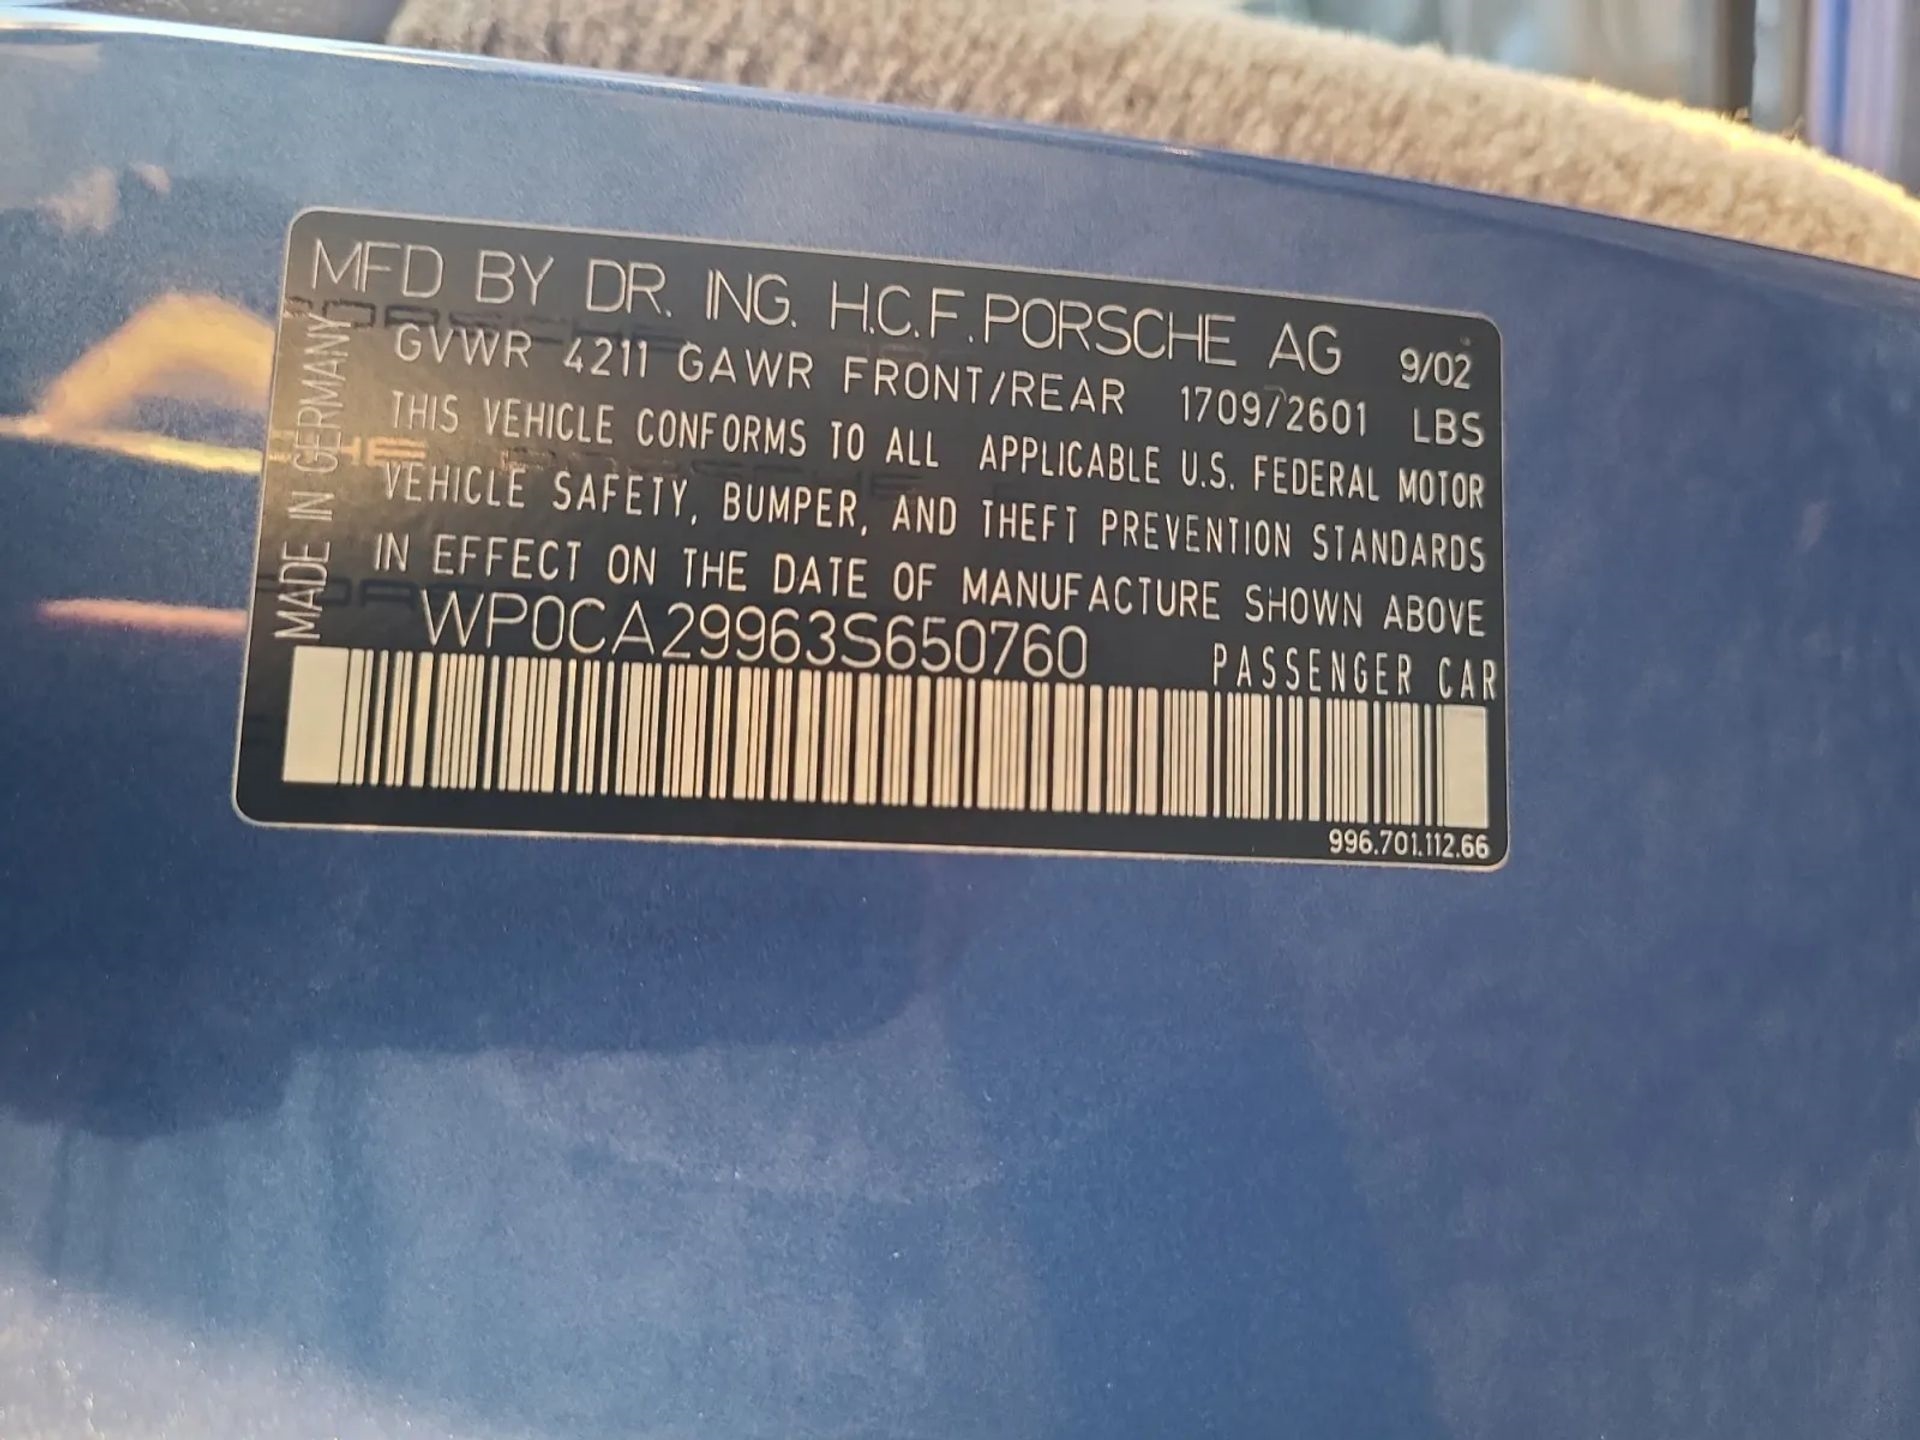 MFD BY DR. ING. H.C.F. PORSCHE AG 9/02
GVWR 4211 GAWR FRONT/REAR 1709/2601 LBS
THIS VEHICLE CONFORMS TO ALL APPLICABLE U.S. FEDERAL MOTOR
VEHICLE SAFETY, BUMPER, AND THEFT PREVENTION STANDARDS
IN EFFECT ON THE DATE OF MANUFACTURE SHOWN ABOVE
WP0CA29963S650760 PASSENGER CAR
MADE IN GERMANY
996.701.112.66